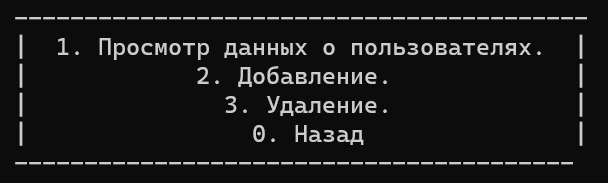 -----------------------------------------
|  1. Просмотр данных о пользователях.  |
|            2. Добавление.             |
|              3. Удаление.             |
|                0. Назад               |
----------------------------------------